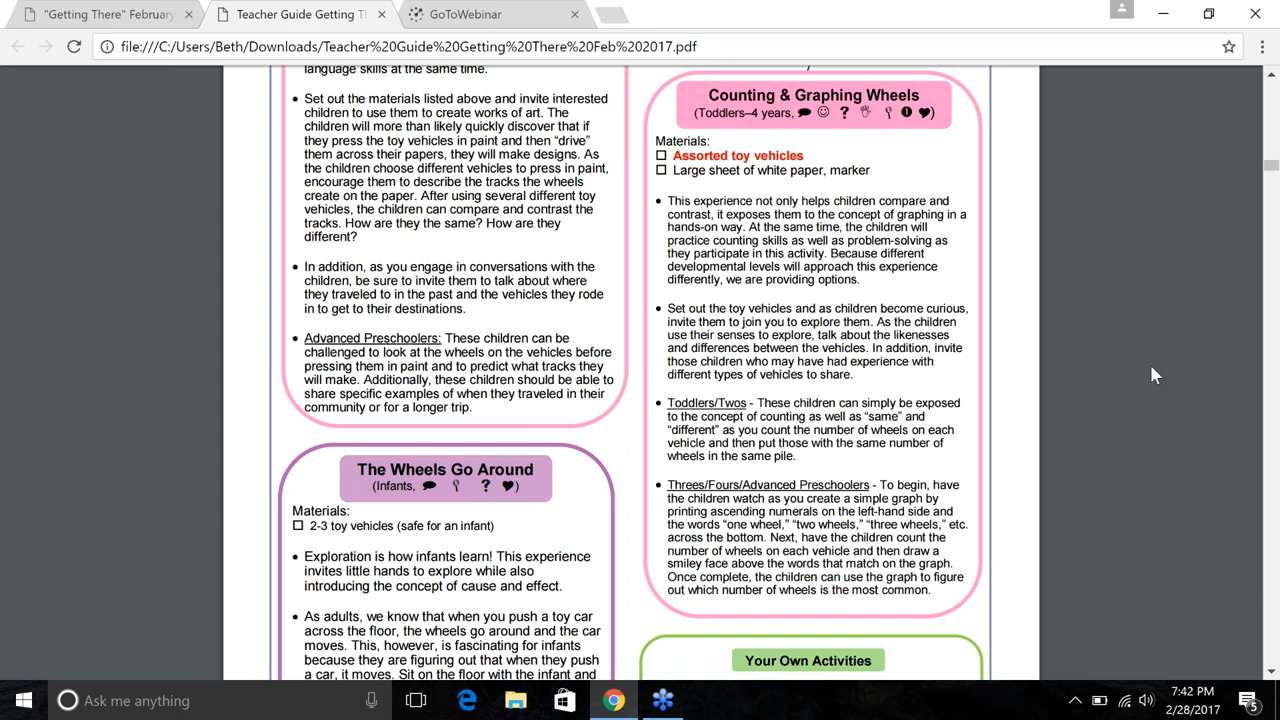 "Getting There" February
Teacher Guide Getting Th
GoToWebinar
file:///C:/Users/Beth/Downloads/Teacher%20Guide%20Getting%20There%20Feb%202017.pdf
language skills at the same time.
• Set out the materials listed above and invite interested
children to use them to create works of art. The
children will more than likely quickly discover that if
they press the toy vehicles in paint and then “drive”
them across their papers, they will make designs. As
the children choose different vehicles to press in paint,
encourage them to describe the tracks the wheels
create on the paper. After using several different toy
vehicles, the children can compare and contrast the
tracks. How are they the same? How are they
different?
• In addition, as you engage in conversations with the
children, be sure to invite them to talk about where
they traveled to in the past and the vehicles they rode
in to get to their destinations.
• Advanced Preschoolers: These children can be
challenged to look at the wheels on the vehicles before
pressing them in paint and to predict what tracks they
will make. Additionally, these children should be able to
share specific examples of when they traveled in their
community or for a longer trip.
The Wheels Go Around
(Infants, ?)
Materials:
2-3 toy vehicles (safe for an infant)
• Exploration is how infants learn! This experience
invites little hands to explore while also
introducing the concept of cause and effect.
• As adults, we know that when you push a toy car
across the floor, the wheels go around and the car
moves. This, however, is fascinating for infants
because they are figuring out that when they push
a car, it moves. Sit on the floor with the infant and
Counting & Graphing Wheels
(Toddlers–4 years, ? 1)
Materials:
Assorted toy vehicles
Large sheet of white paper, marker
• This experience not only helps children compare and
contrast, it exposes them to the concept of graphing in a
hands-on way. At the same time, the children will
practice counting skills as well as problem-solving as
they participate in this activity. Because different
developmental levels will approach this experience
differently, we are providing options.
• Set out the toy vehicles and as children become curious,
invite them to join you to explore them. As the children
use their senses to explore, talk about the likenesses
and differences between the vehicles. In addition, invite
those children who may have had experience with
different types of vehicles to share.
• Toddlers/Twos - These children can simply be exposed
to the concept of counting as well as “same” and
“different” as you count the number of wheels on each
vehicle and then put those with the same number of
wheels in the same pile.
• Threes/Fours/Advanced Preschoolers - To begin, have
the children watch as you create a simple graph by
printing ascending numerals on the left-hand side and
the words “one wheel,” “two wheels,” “three wheels,” etc.
across the bottom. Next, have the children count the
number of wheels on each vehicle and then draw a
smiley face above the words that match on the graph.
Once complete, the children can use the graph to figure
out which number of wheels is the most common.
Your Own Activities
Ask me anything
7:42 PM
2/28/2017
5